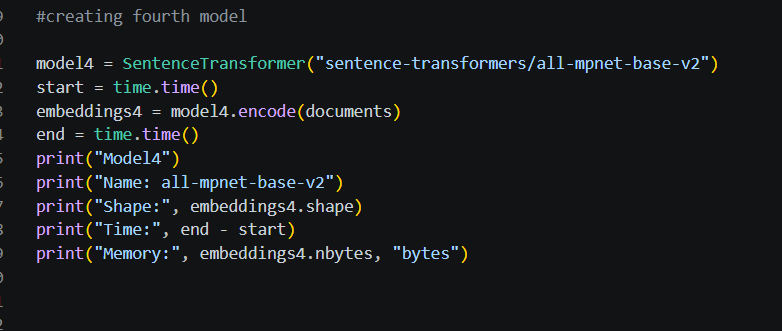 #creating fourth model
model4 = SentenceTransformer("sentence-transformers/all-mpnet-base-v2")
start = time.time()
embeddings4 = model4.encode(documents)
end = time.time()
print("Model4")
print("Name: all-mpnet-base-v2")
print("Shape:", embeddings4.shape)
print("Time:", end - start)
print("Memory:", embeddings4.nbytes, "bytes")